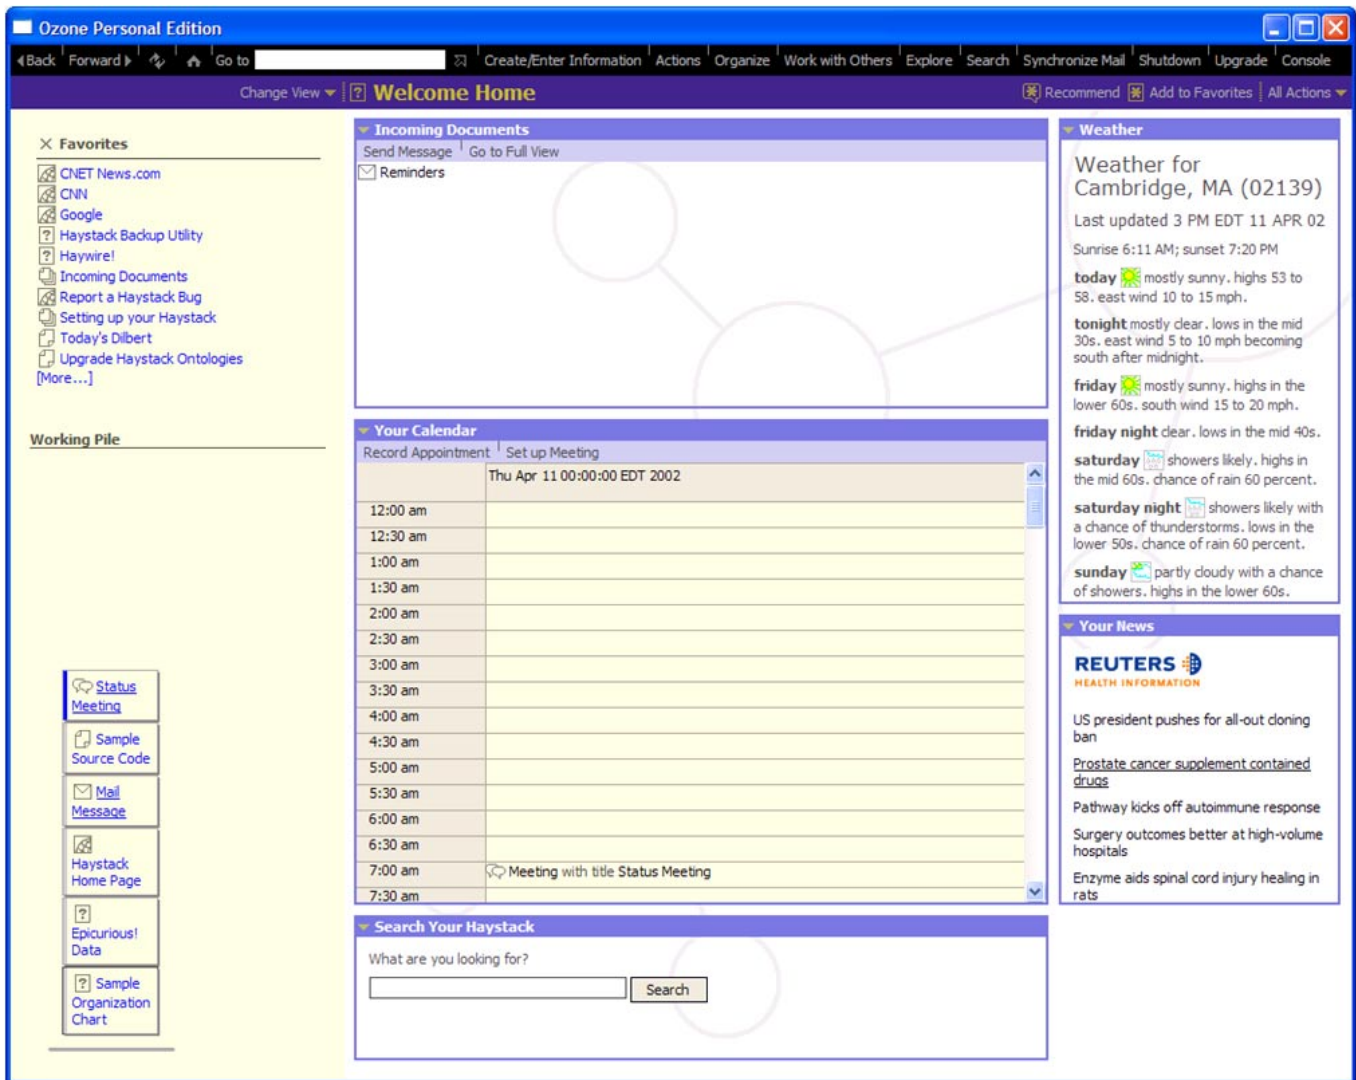 Ozone Personal Edition
Back Forward Go to Create/Enter Information Actions Organize Work with Others Explore Search Synchronize Mail Shutdown Upgrade Console
Change View ? Welcome Home Recommend Add to Favorites All Actions
Favorites
CNET News.com
CNN
Google
? Haystack Backup Utility
? Haywire!
Incoming Documents
Report a Haystack Bug
Setting up your Haystack
Today's Dilbert
Upgrade Haystack Ontologies
[More...]
Working Pile
Status
Meeting
Sample
Source Code
Mail
Message
Haystack
Home Page
?
Epicurious!
Data
? Sample
Organization
Chart
Incoming Documents
Send Message Go to Full View
Reminders
Your Calendar
Record Appointment Set up Meeting
Thu Apr 11 00:00:00 EDT 2002
12:00 am
12:30 am
1:00 am
1:30 am
2:00 am
2:30 am
3:00 am
3:30 am
4:00 am
4:30 am
5:00 am
5:30 am
6:00 am
6:30 am
7:00 am Meeting with title Status Meeting
7:30 am
Search Your Haystack
What are you looking for?
Search
Weather
Weather for
Cambridge, MA (02139)
Last updated 3 PM EDT 11 APR 02
Sunrise 6:11 AM; sunset 7:20 PM
today mostly sunny. highs 53 to
58. east wind 10 to 15 mph.
tonight mostly clear. lows in the mid
30s. east wind 5 to 10 mph becoming
south after midnight.
friday mostly sunny. highs in the
lower 60s. south wind 15 to 20 mph.
friday night clear. lows in the mid 40s.
saturday showers likely. highs in
the mid 60s. chance of rain 60 percent.
saturday night showers likely with
a chance of thunderstorms. lows in the
lower 50s. chance of rain 60 percent.
sunday partly cloudy with a chance
of showers. highs in the lower 60s.
Your News
REUTERS
HEALTH INFORMATION
US president pushes for all-out cloning
ban
Prostate cancer supplement contained
drugs
Pathway kicks off autoimmune response
Surgery outcomes better at high-volume
hospitals
Enzyme aids spinal cord injury healing in
rats